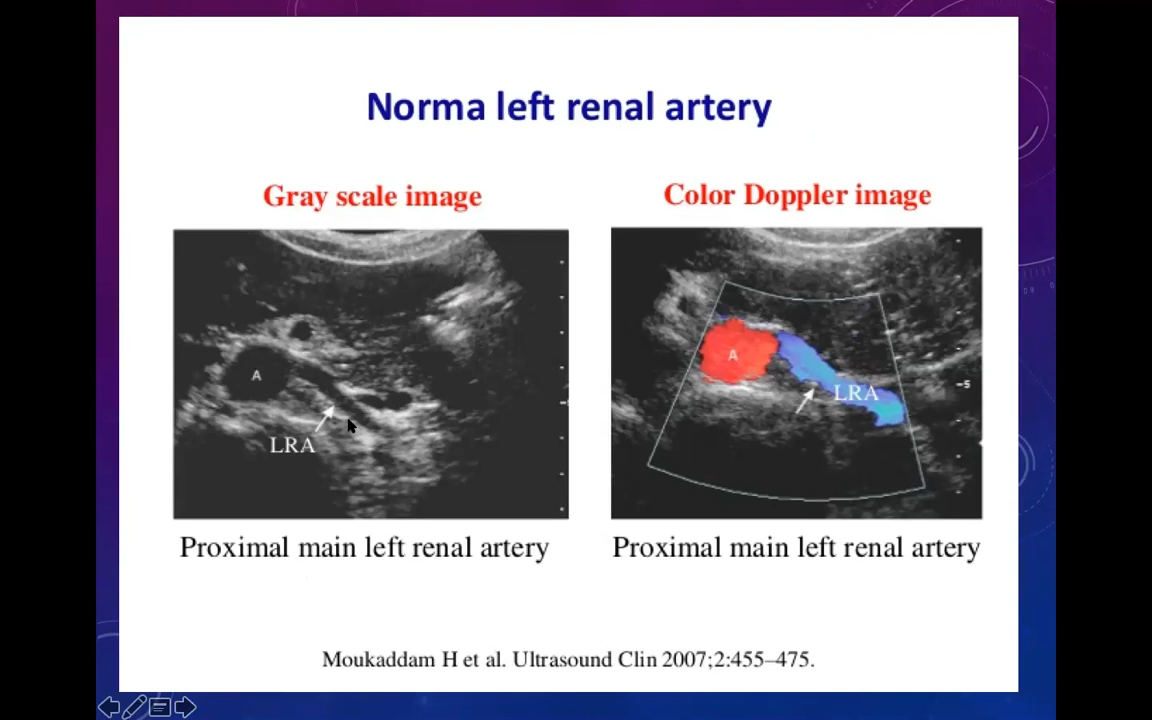 Norma left renal artery
Gray scale image
Color Doppler image
A
LRA
A
LRA
-5
Proximal main left renal artery
Proximal main left renal artery
Moukaddam H et al. Ultrasound Clin 2007;2:455–475.